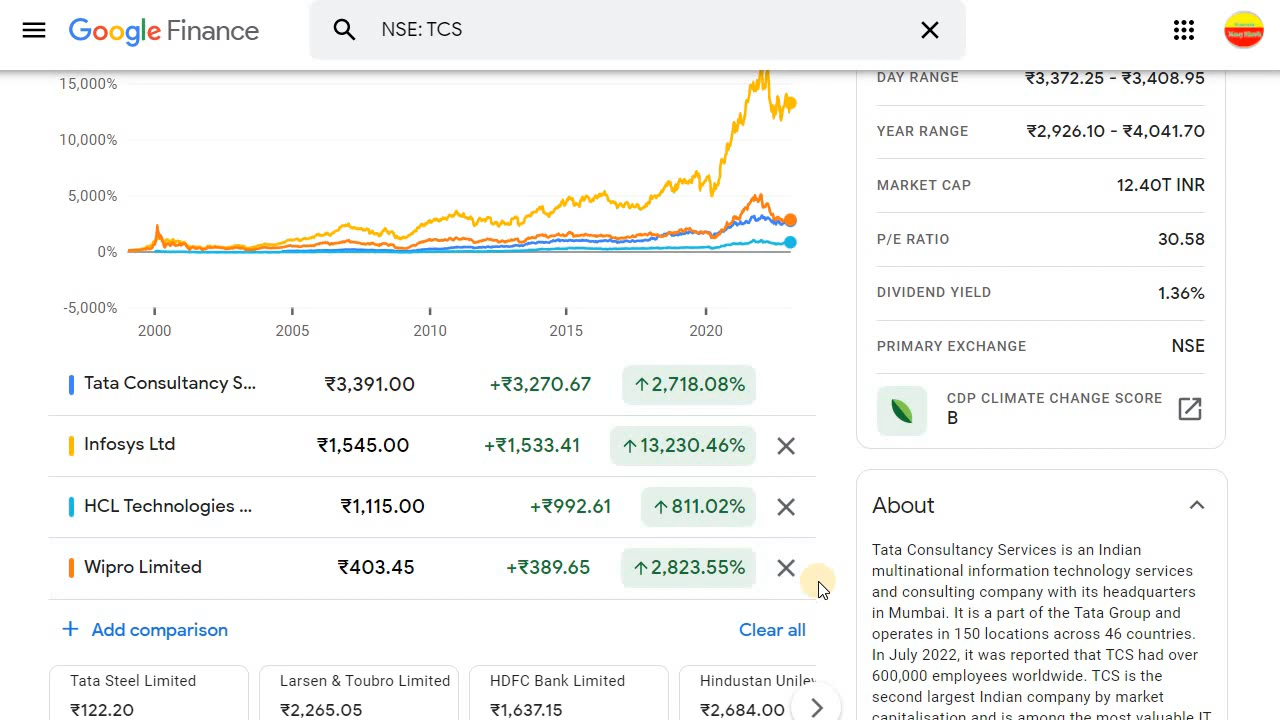 Google Finance
NSE: TCS
15,000%
10,000%
5,000%
0%
-5,000%
2000 2005 2010 2015 2020
Tata Consultancy S... ₹3,391.00 +₹3,270.67 ↑2,718.08%
Infosys Ltd ₹1,545.00 +₹1,533.41 ↑13,230.46%
HCL Technologies ... ₹1,115.00 +₹992.61 ↑811.02%
Wipro Limited ₹403.45 +₹389.65 ↑2,823.55%
+ Add comparison Clear all
Tata Steel Limited
₹122.20
Larsen & Toubro Limited
₹2,265.05
HDFC Bank Limited
₹1,637.15
Hindustan Unilev
₹2,684.00
DAY RANGE ₹3,372.25 - ₹3,408.95
YEAR RANGE ₹2,926.10 - ₹4,041.70
MARKET CAP 12.40T INR
P/E RATIO 30.58
DIVIDEND YIELD 1.36%
PRIMARY EXCHANGE NSE
CDP CLIMATE CHANGE SCORE
B
About
Tata Consultancy Services is an Indian
multinational information technology services
and consulting company with its headquarters
in Mumbai. It is a part of the Tata Group and
operates in 150 locations across 46 countries.
In July 2022, it was reported that TCS had over
600,000 employees worldwide. TCS is the
second largest Indian company by market
capitalisation and is among the most valuable IT